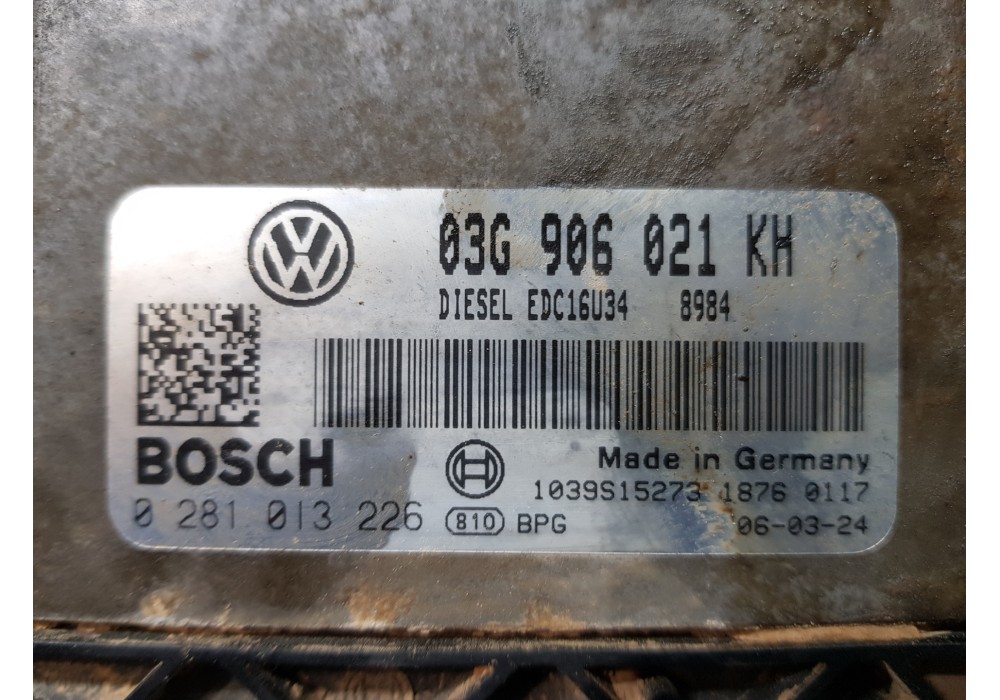 03G 906 021 KH
DIESEL EDC16U34 8984
BOSCH
Made in Germany
1039S15273 1876 0117
0 281 013 226 810 BPG 06-03-24